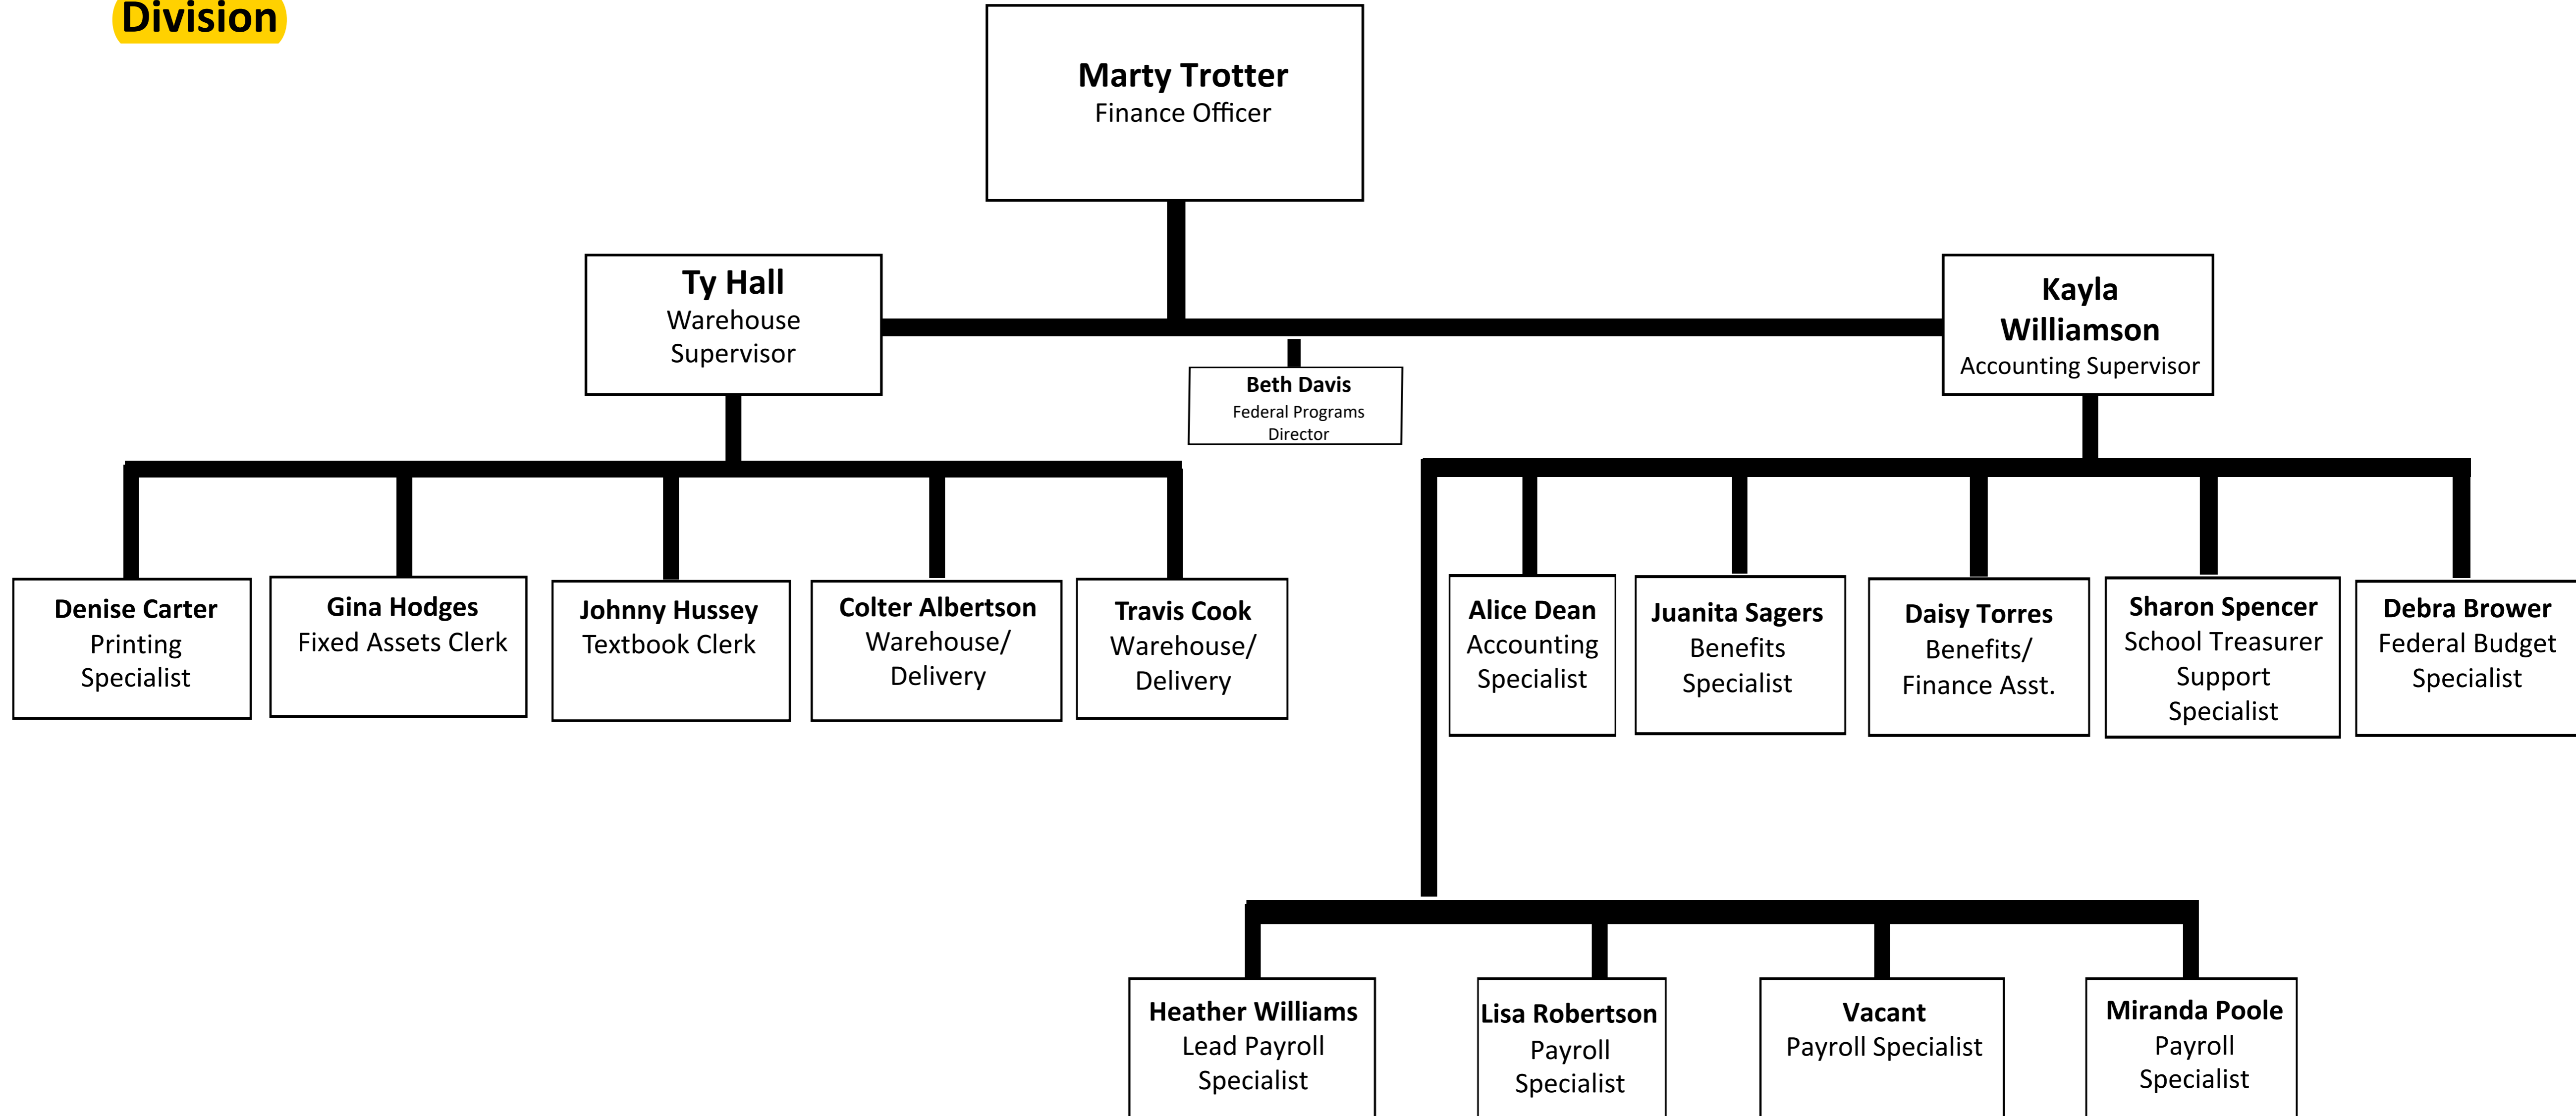 Division
Marty Trotter
Finance Officer
Ty Hall
Warehouse
Supervisor
Kayla
Williamson
Accounting Supervisor
Beth Davis
Federal Programs
Director
Denise Carter
Printing
Specialist
Gina Hodges
Fixed Assets Clerk
Johnny Hussey
Textbook Clerk
Colter Albertson
Warehouse/
Delivery
Travis Cook
Warehouse/
Delivery
Alice Dean
Accounting
Specialist
Juanita Sagers
Benefits
Specialist
Daisy Torres
Benefits/
Finance Asst.
Sharon Spencer
School Treasurer
Support
Specialist
Debra Brower
Federal Budget
Specialist
Heather Williams
Lead Payroll
Specialist
Lisa Robertson
Payroll
Specialist
Vacant
Payroll Specialist
Miranda Poole
Payroll
Specialist